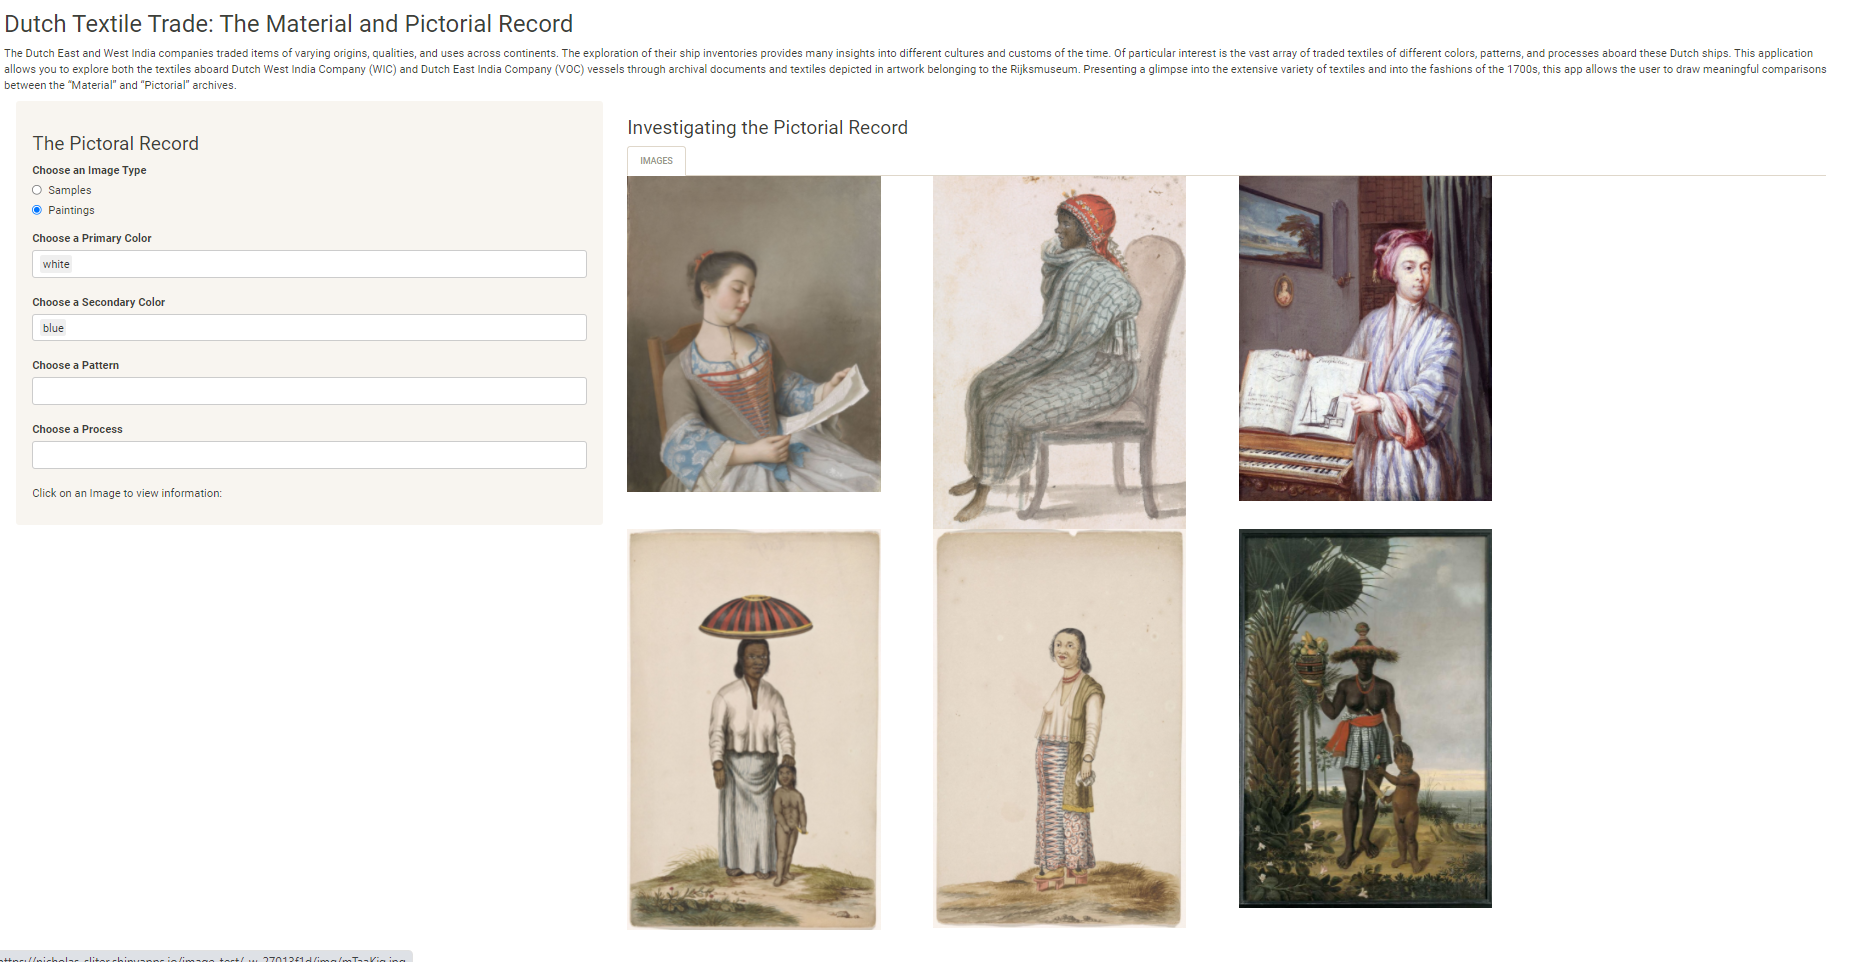 Dutch Textile Trade: The Material and Pictorial Record
The Dutch East and West India companies traded items of varying origins, qualities, and uses across continents. The exploration of their ship inventories provides many insights into different cultures and customs of the time. Of particular interest is the vast array of traded textiles of different colors, patterns, and processes aboard these Dutch ships. This application
allows you to explore both the textiles aboard Dutch West India Company (WIC) and Dutch East India Company (VOC) vessels through archival documents and textiles depicted in artwork belonging to the Rijksmuseum. Presenting a glimpse into the extensive variety of textiles and into the fashions of the 1700s, this app allows the user to draw meaningful comparisons
between the “Material” and “Pictorial” archives.
The Pictoral Record
Choose an Image Type
Samples
Paintings
Choose a Primary Color
white
Choose a Secondary Color
blue
Choose a Pattern
Choose a Process
Click on an Image to view information:
Investigating the Pictorial Record
IMAGES